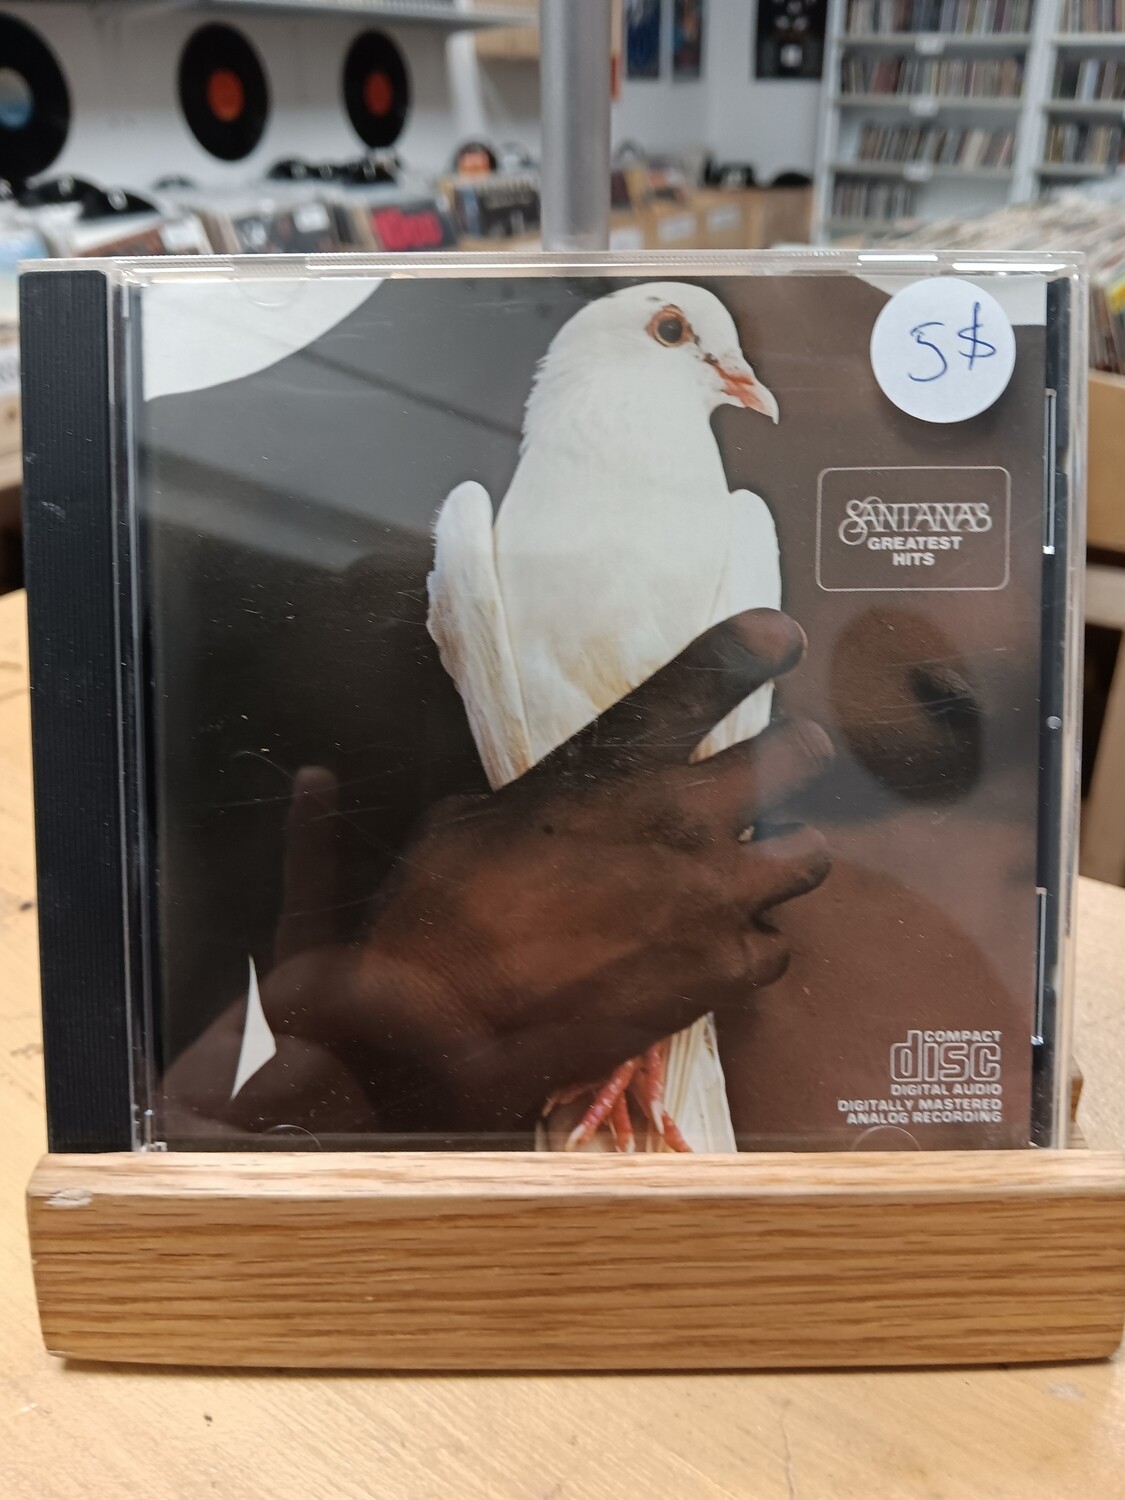 5$
SANTANA'S
GREATEST
HITS
COMPACT
disc
DIGITAL AUDIO
DIGITALLY MASTERED
ANALOG RECORDING